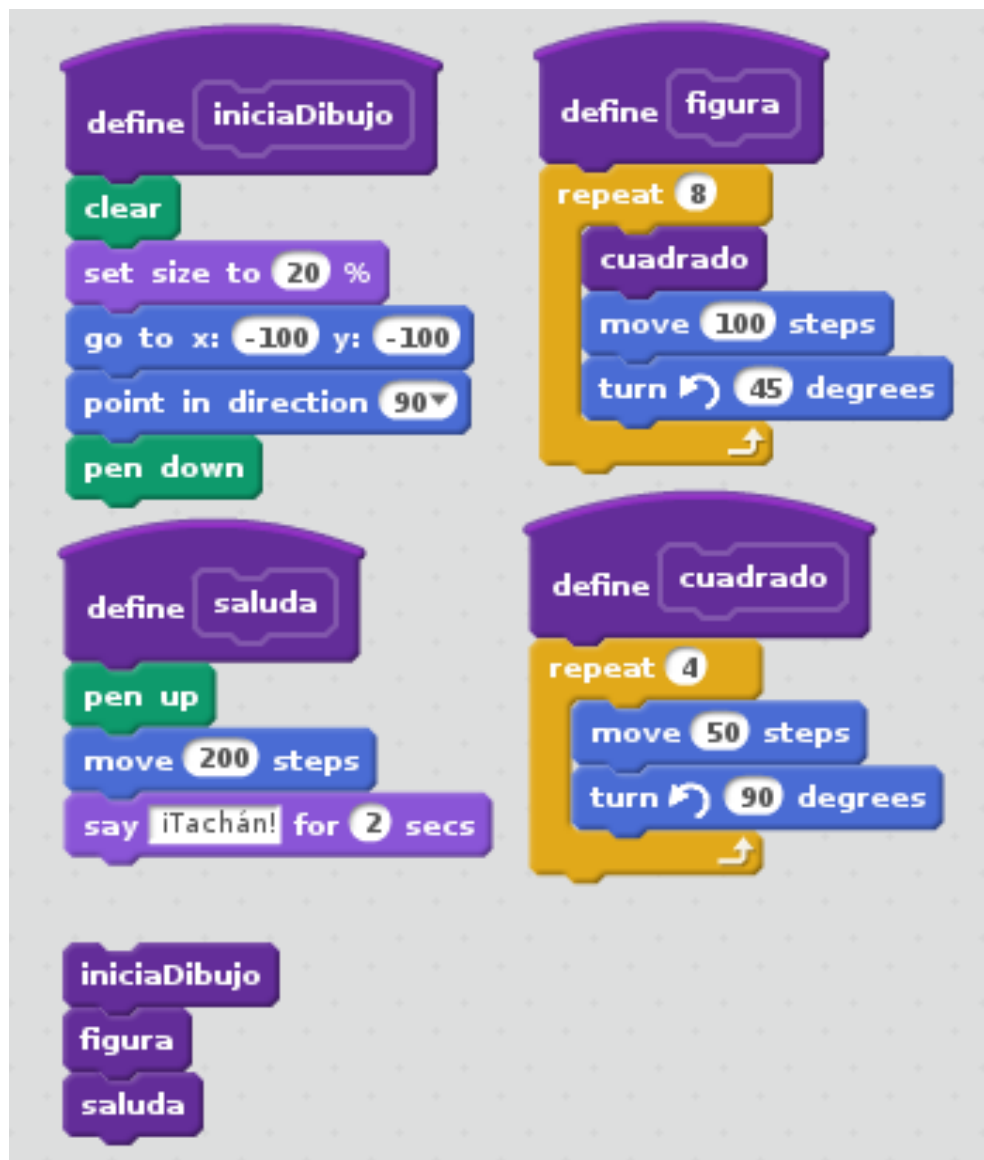 define iniciaDibujo
clear
set size to 20 %
go to x: -100 y: -100
point in direction 90
pen down
define saluda
pen up
move 200 steps
say ¡Tachán! for 2 secs
iniciaDibujo
figura
saluda
define figura
repeat 8
cuadrado
move 100 steps
turn 45 degrees
define cuadrado
repeat 4
move 50 steps
turn 90 degrees